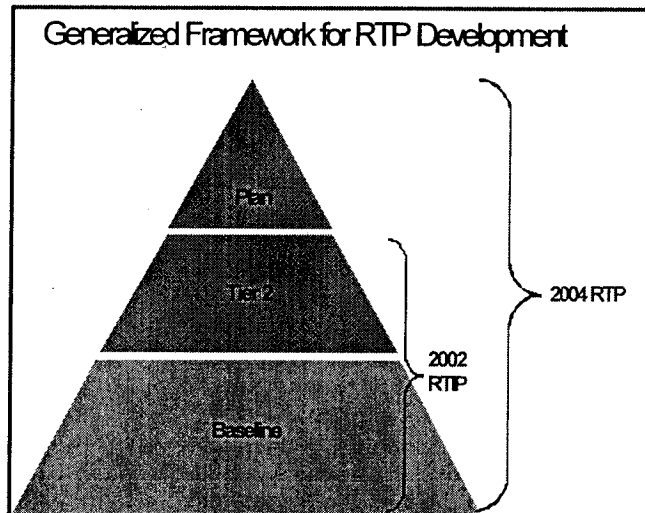 Generalized Framework for RTP Development
Plan
Tier 2
2004 RTP
2002
RTIP
Baseline